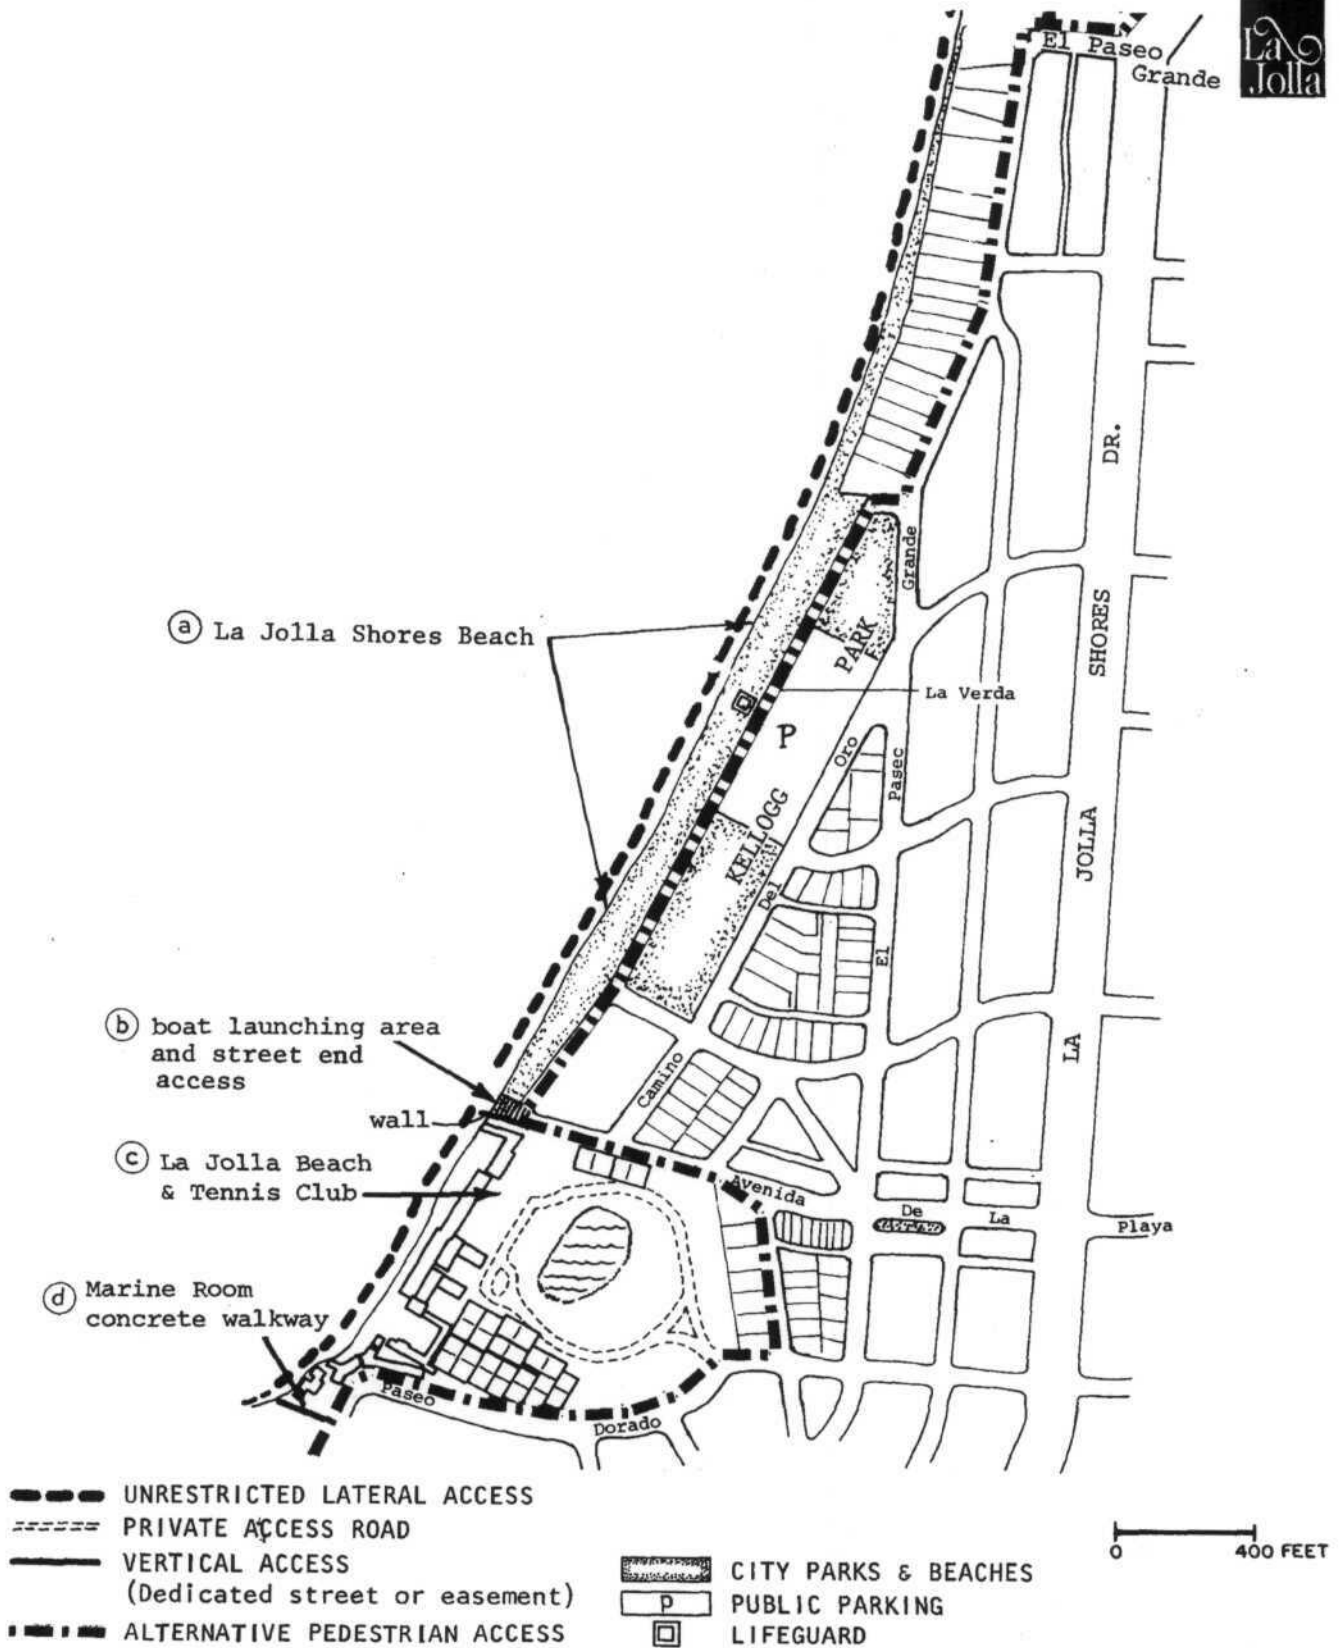 La
Jolla
El Paseo
Grande
DR.
SHORES
JOLLA
LA
Grande
ⓐ La Jolla Shores Beach
PARK
La Verda
P
Oro
Pasec
KELLOGG
Del
El
ⓑ boat launching area
and street end
access
Camino
wall
ⓒ La Jolla Beach
& Tennis Club
Avenida
De
La
Playa
ⓓ Marine Room
concrete walkway
Paseo
Dorado
UNRESTRICTED LATERAL ACCESS
PRIVATE ACCESS ROAD
VERTICAL ACCESS
(Dedicated street or easement)
ALTERNATIVE PEDESTRIAN ACCESS
CITY PARKS & BEACHES
P PUBLIC PARKING
LIFEGUARD
0 400 FEET